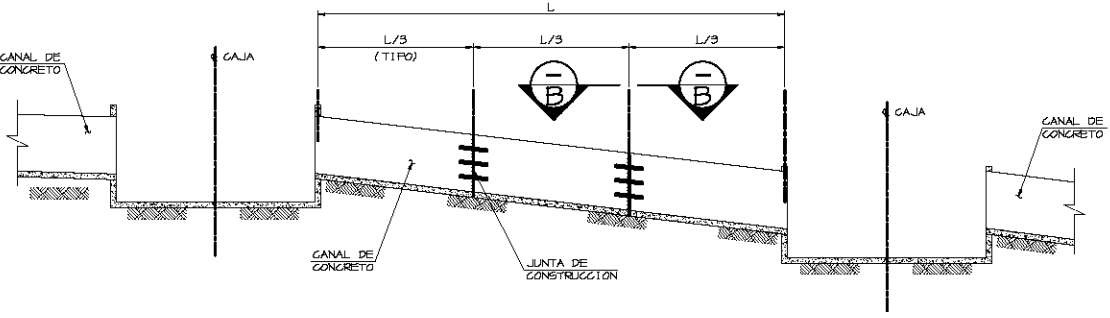 L
L/3
L/3
L/3
(TIPO)
CANAL DE
CONCRETO
℄ CAJA
–
B
–
B
℄ CAJA
CANAL DE
CONCRETO
CANAL DE
CONCRETO
JUNTA DE
CONSTRUCCION